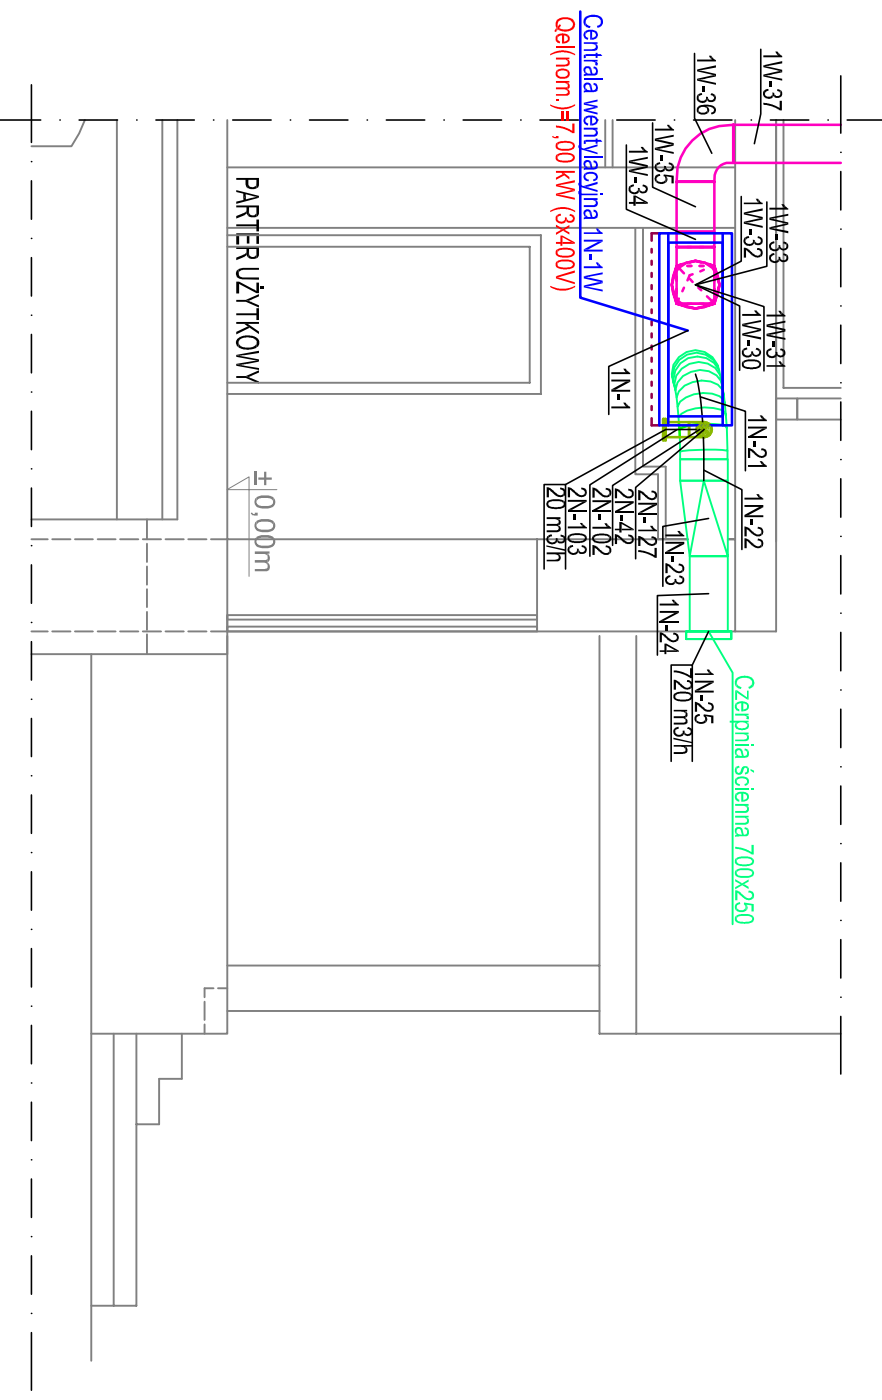 1W-37
1W-36
1W-35
1W-34
1W-33
1W-32
1W-31
1W-30
Centrala wentylacyjna 1N-1W
Qel(nom.)=7,00 kW (3x400V)
1N-1
1N-21
1N-22
1N-23
1N-24
1N-25
720 m3/h
2N-127
2N-42
2N-102
2N-103
20 m3/h
Czerpnia ścienna 700x250
PARTER UŻYTKOWY
± 0,00m